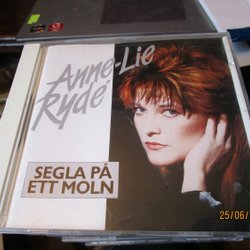 Anne-Lie
Rydé
SEGLA PÅ
ETT MOLN
25/06/